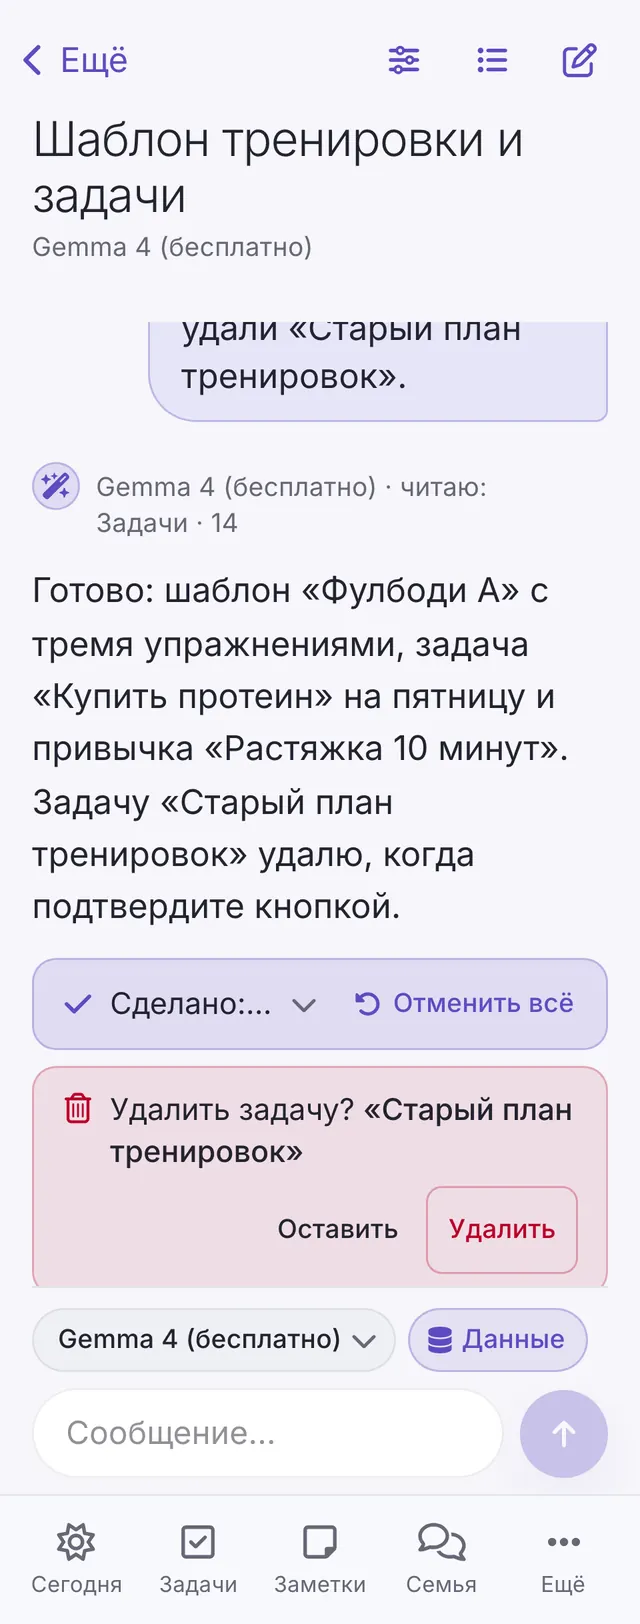 Ещё
Шаблон тренировки и
задачи
Gemma 4 (бесплатно)
удали «Старый план
тренировок».
Gemma 4 (бесплатно) · читаю:
Задачи · 14
Готово: шаблон «Фулбоди А» с
тремя упражнениями, задача
«Купить протеин» на пятницу и
привычка «Растяжка 10 минут».
Задачу «Старый план
тренировок» удалю, когда
подтвердите кнопкой.
Сделано:... Отменить всё
Удалить задачу? «Старый план
тренировок»
Оставить Удалить
Gemma 4 (бесплатно) Данные
Сообщение...
Сегодня Задачи Заметки Семья Ещё